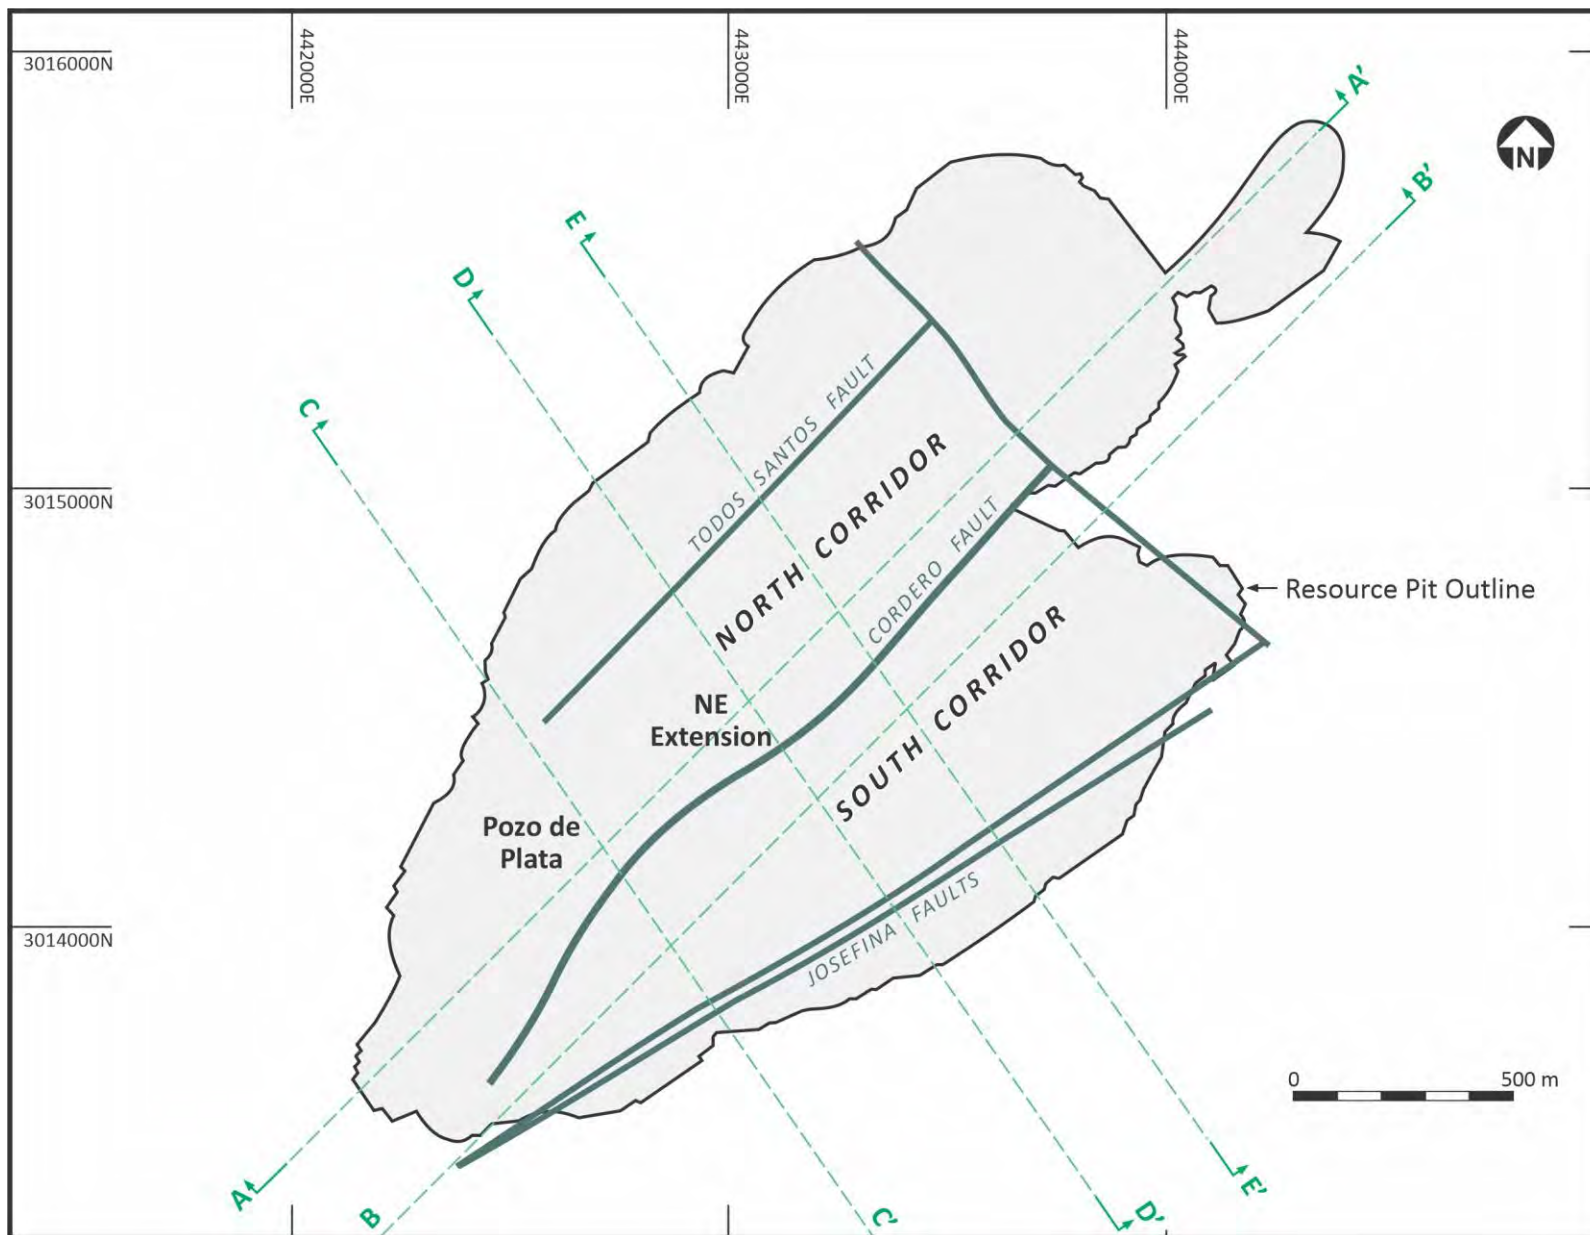 442000E
443000E
444000E
3016000N
A'
N
B'
E
D
C
TODOS SANTOS FAULT
NORTH CORRIDOR
3015000N
CORDERO FAULT
Resource Pit Outline
SOUTH CORRIDOR
NE
Extension
Pozo de
Plata
JOSEFINA FAULTS
3014000N
0 500 m
A
B
C'
D'
E'